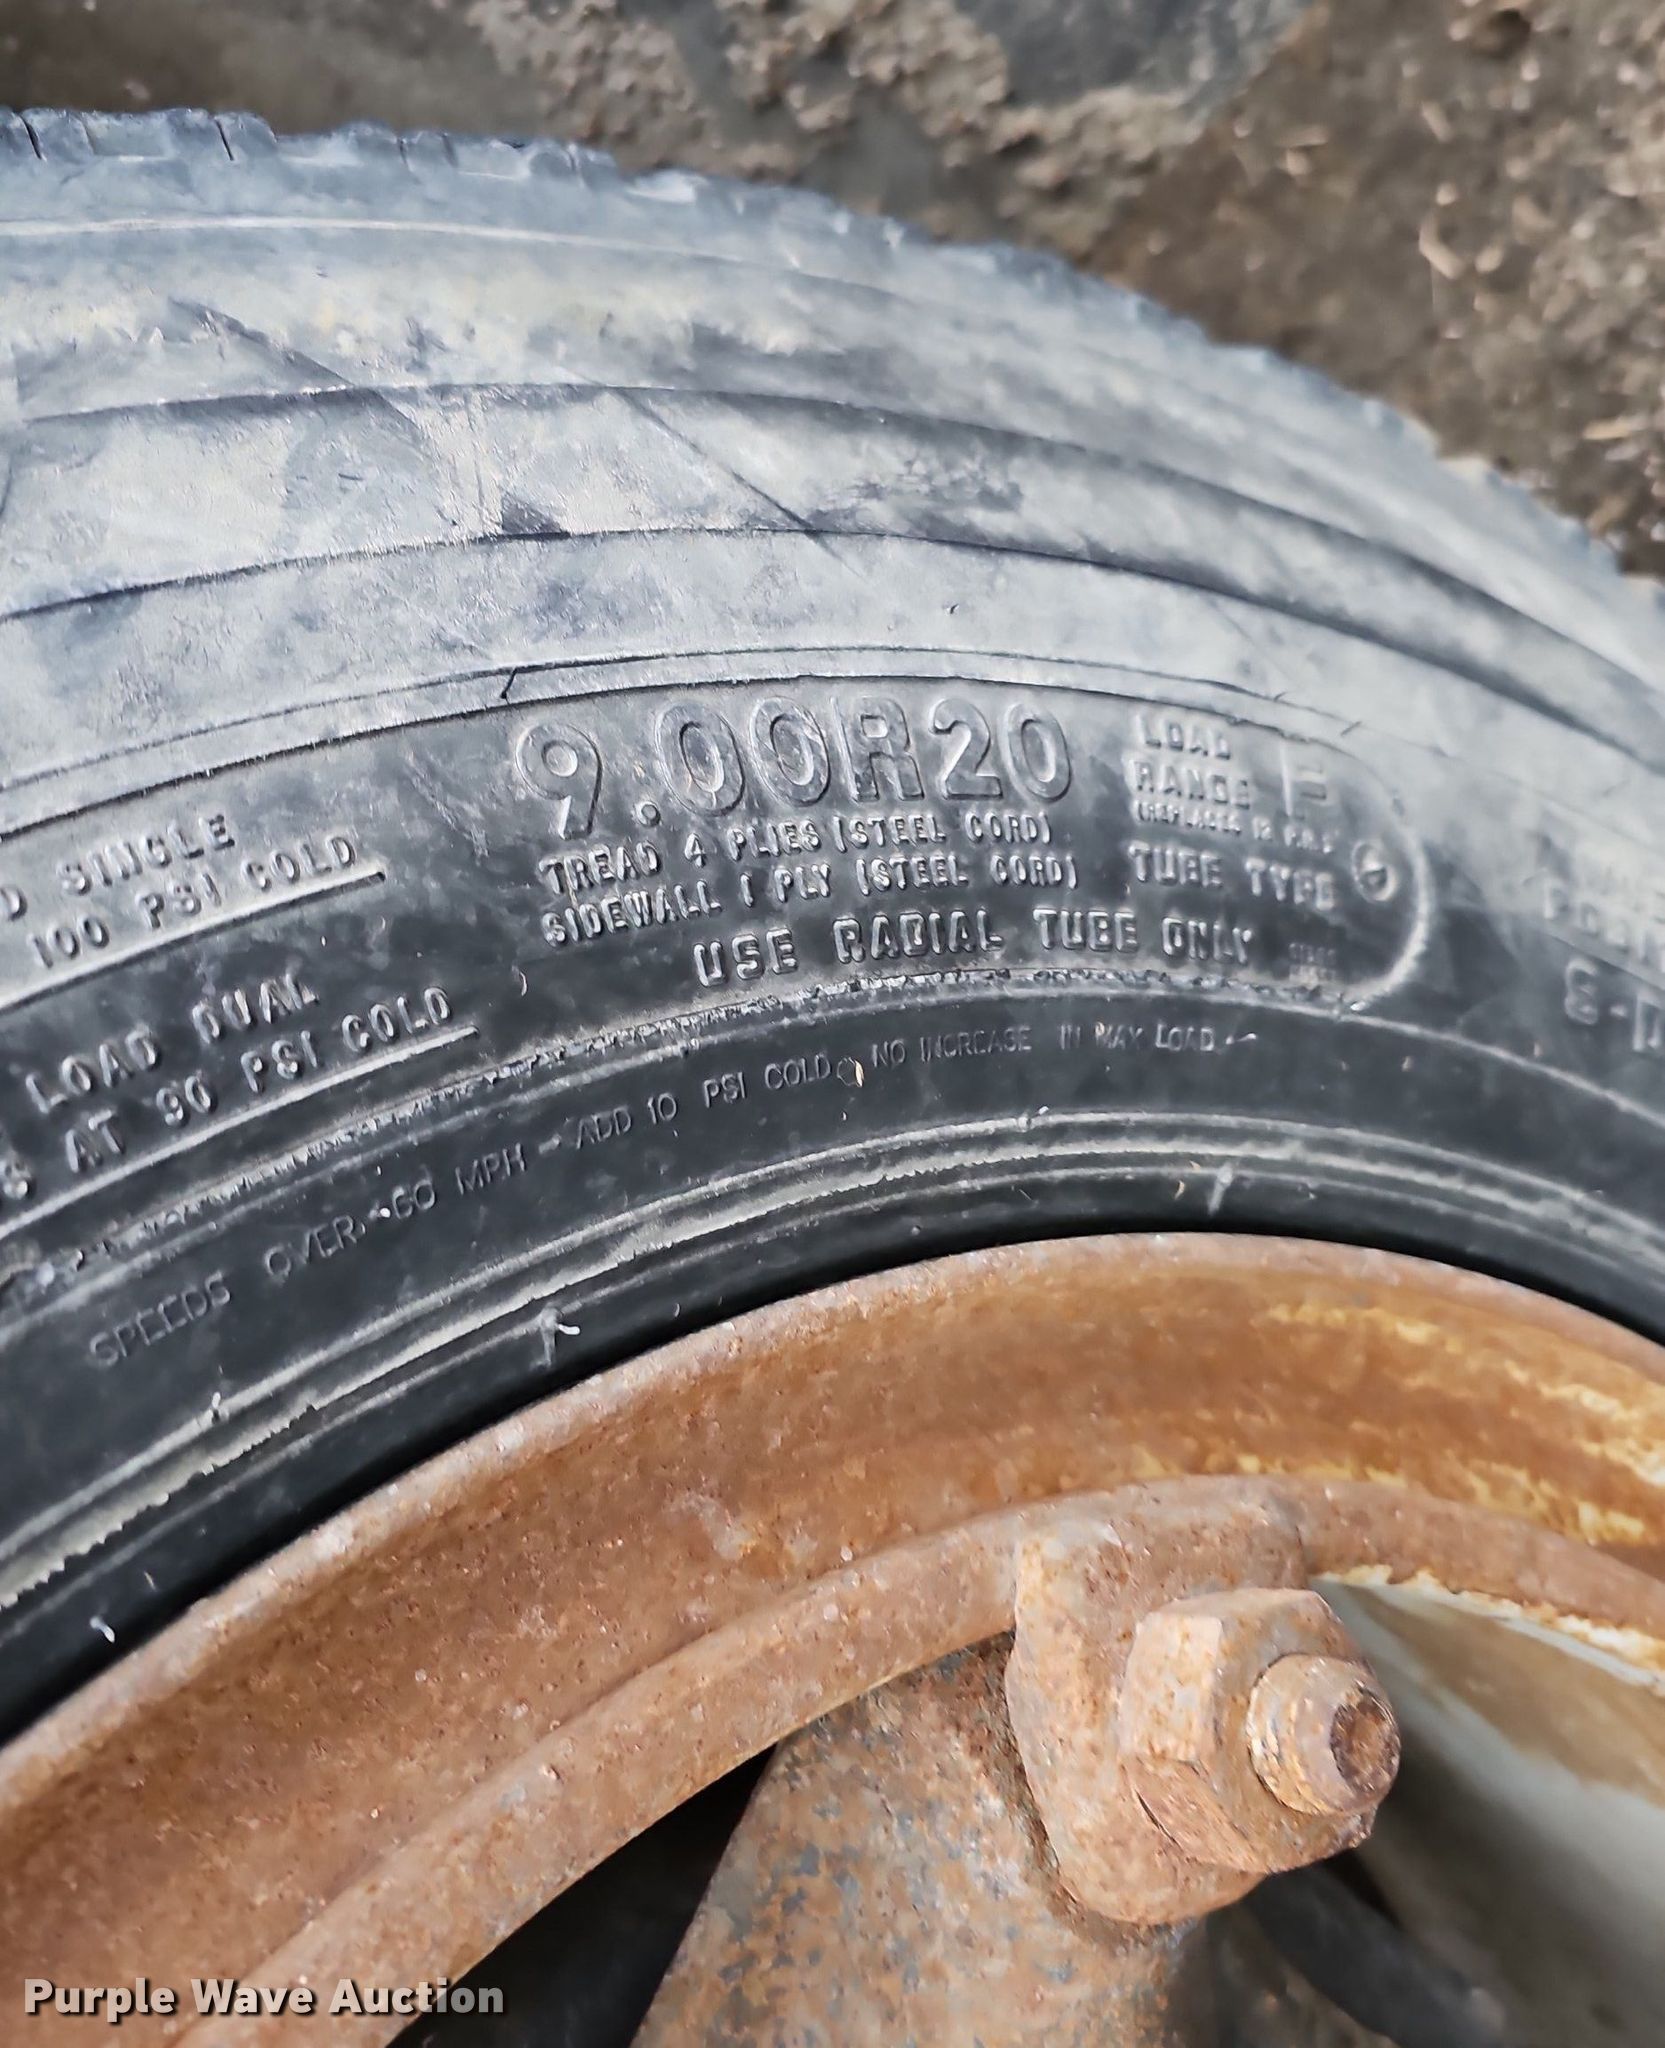 9.00R20
TREAD 4 PLIES (STEEL CORD)
SIDEWALL 1 PLY (STEEL CORD)
USE RADIAL TUBE ONLY
LOAD
RANGE F
(REPLACES 12 P.R.)
TUBE TYPE
D SINGLE
100 PSI COLD
LOAD DUAL
S AT 90 PSI COLD
SPEEDS OVER 60 MPH - ADD 10 PSI COLD. NO INCREASE IN MAX LOAD.
Purple Wave Auction